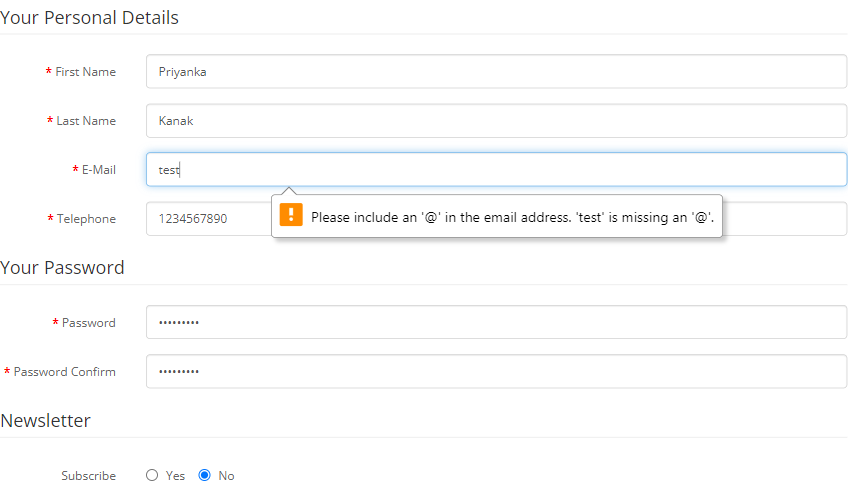 Your Personal Details
* First Name Priyanka
* Last Name Kanak
* E-Mail test
! Please include an '@' in the email address. 'test' is missing an '@'.
* Telephone 1234567890
Your Password
* Password •••••••••
* Password Confirm •••••••••
Newsletter
Subscribe Yes No